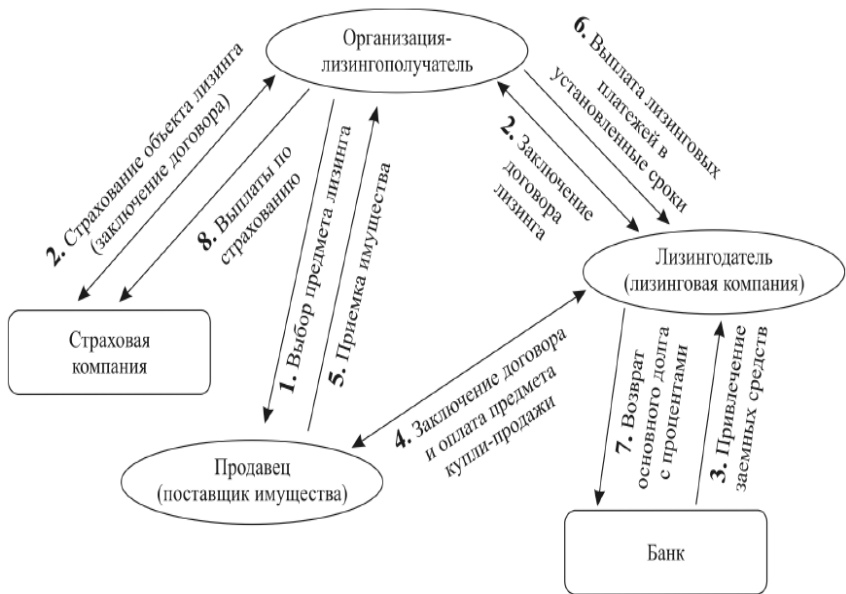 Организация-
лизингополучатель
2. Страхование объекта лизинга
(заключение договора)
8. Выплаты по
страхованию
1. Выбор предмета лизинга
5. Приемка имущества
2. Заключение
договора
лизинга
6. Выплата лизинговых
платежей в
установленные сроки
Лизингодатель
(лизинговая компания)
Страховая
компания
4. Заключение договора
и оплата предмета
купли-продажи
7. Возврат
основного долга
с процентами
3. Привлечение
заемных средств
Продавец
(поставщик имущества)
Банк